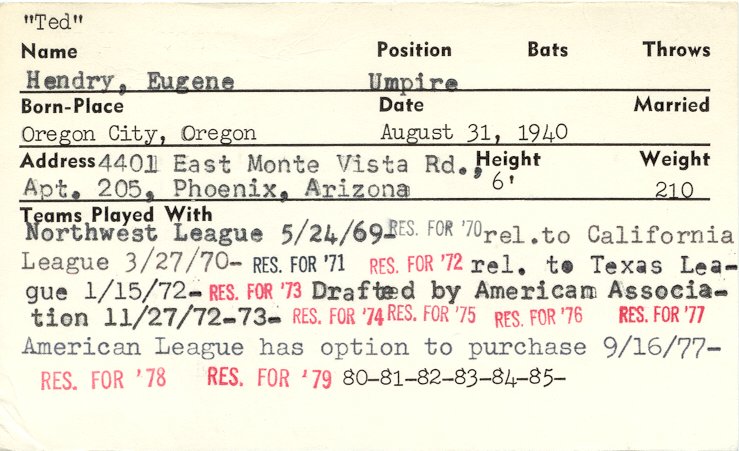 "Ted"
Name Position Bats Throws
Hendry, Eugene Umpire
Born-Place Date Married
Oregon City, Oregon August 31, 1940
Address 4401 East Monte Vista Rd., Height Weight
Apt. 205, Phoenix, Arizona 6' 210
Teams Played With
Northwest League 5/24/69- RES. FOR '70 rel.to California
League 3/27/70- RES. FOR '71 RES. FOR '72 rel. to Texas Lea-
gue 1/15/72- RES. FOR '73 Drafted by American Associa-
tion 11/27/72-73- RES. FOR '74 RES. FOR '75 RES. FOR '76 RES. FOR '77
American League has option to purchase 9/16/77-
RES. FOR '78 RES. FOR '79 80-81-82-83-84-85-